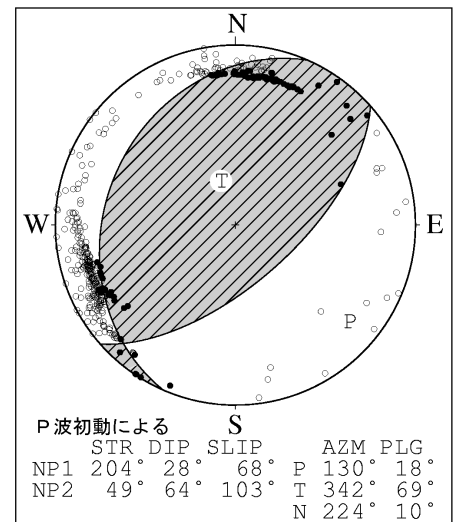 N
T
W
E
P
S
P波初動による
STR DIP SLIP AZM PLG
NP1 204° 28° 68° P 130° 18°
NP2 49° 64° 103° T 342° 69°
N 224° 10°